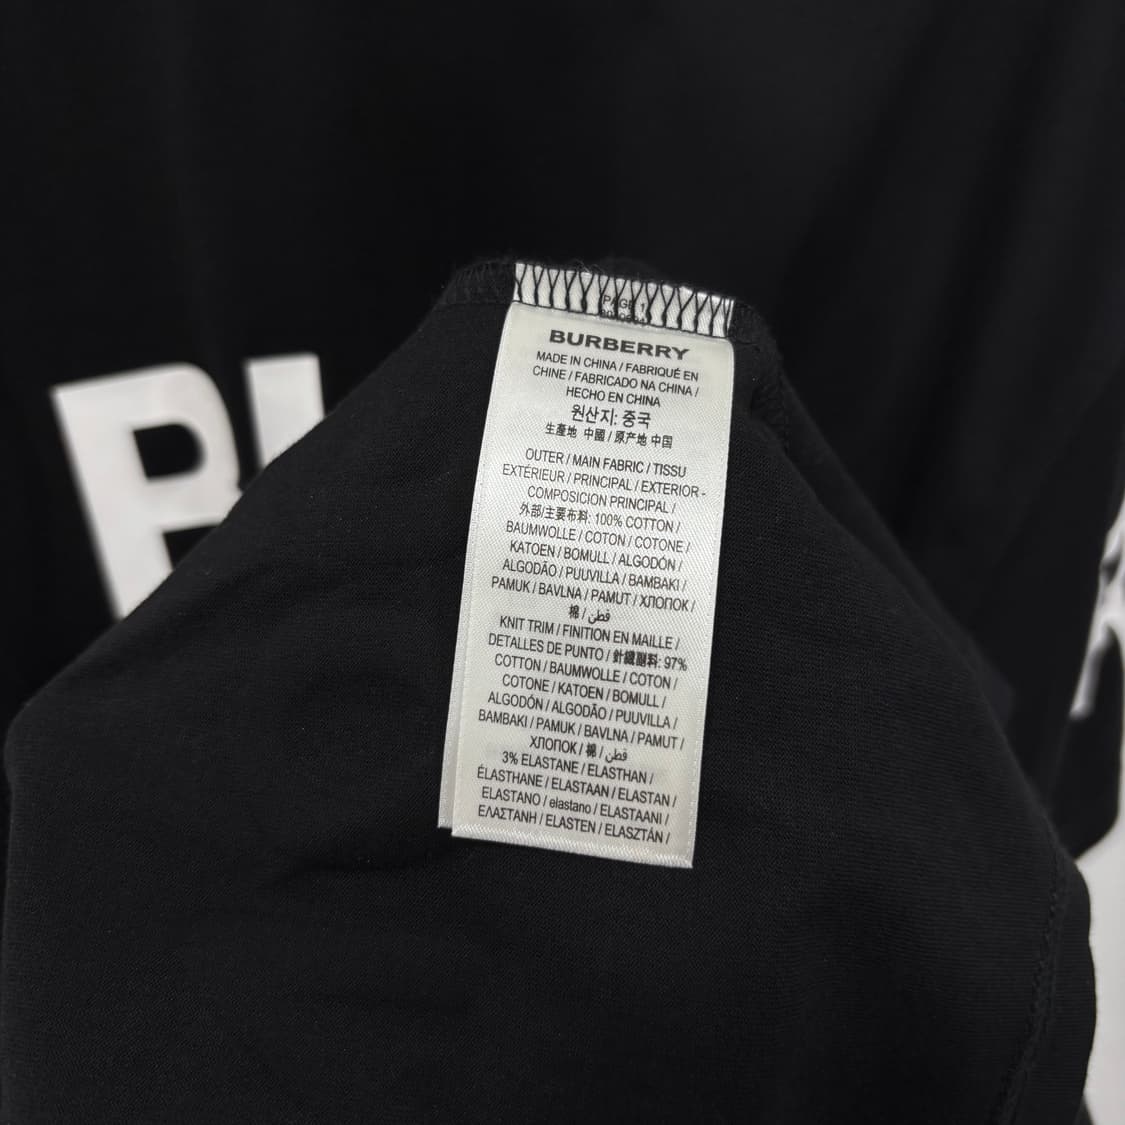 PAGE 1
BURBERRY
MADE IN CHINA / FABRIQUÉ EN
CHINE / FABRICADO NA CHINA /
HECHO EN CHINA
원산지: 중국
生產地 中國 / 原产地 中国
OUTER / MAIN FABRIC / TISSU
EXTÉRIEUR / PRINCIPAL / EXTERIOR -
COMPOSICION PRINCIPAL /
外部/主要布料: 100% COTTON /
BAUMWOLLE / COTON / COTONE /
KATOEN / BOMULL / ALGODÓN /
ALGODÃO / PUUVILLA / BAMBAKI /
PAMUK / BAVLNA / PAMUT / ХЛОПОК /
棉 / قطن
KNIT TRIM / FINITION EN MAILLE /
DETALLES DE PUNTO / 針織副料: 97%
COTTON / BAUMWOLLE / COTON /
COTONE / KATOEN / BOMULL /
ALGODÓN / ALGODÃO / PUUVILLA /
BAMBAKI / PAMUK / BAVLNA / PAMUT /
ХЛОПОК / 棉 / قطن
3% ELASTANE / ELASTHAN /
ÉLASTHANE / ELASTAAN / ELASTAN /
ELASTANO / elastano / ELASTAANI /
ΕΛΑΣΤΑΝΗ / ELASTEN / ELASZTÁN /